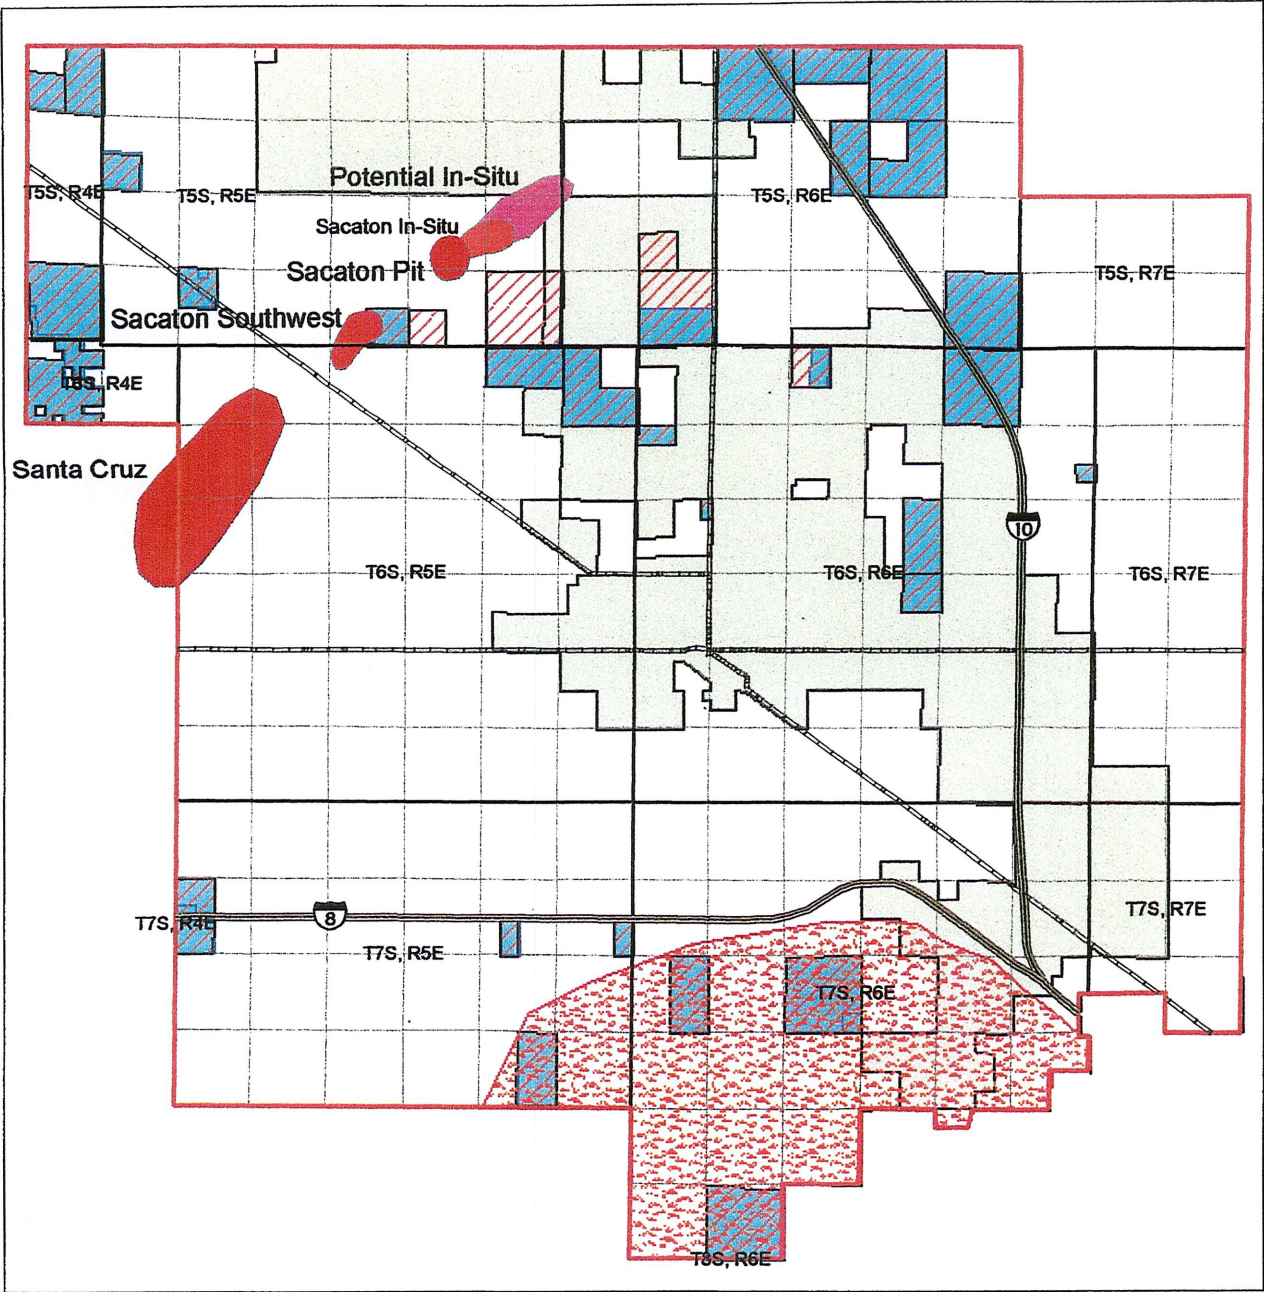 Potential In-Situ
T5S, R4E
T5S, R5E
T5S, R6E
Sacaton In-Situ
Sacaton Pit
T5S, R7E
Sacaton Southwest
T6S, R4E
Santa Cruz
10
T6S, R5E
T6S, R6E
T6S, R7E
8
T7S, R4E
T7S, R7E
T7S, R5E
T7S, R6E
T8S, R6E